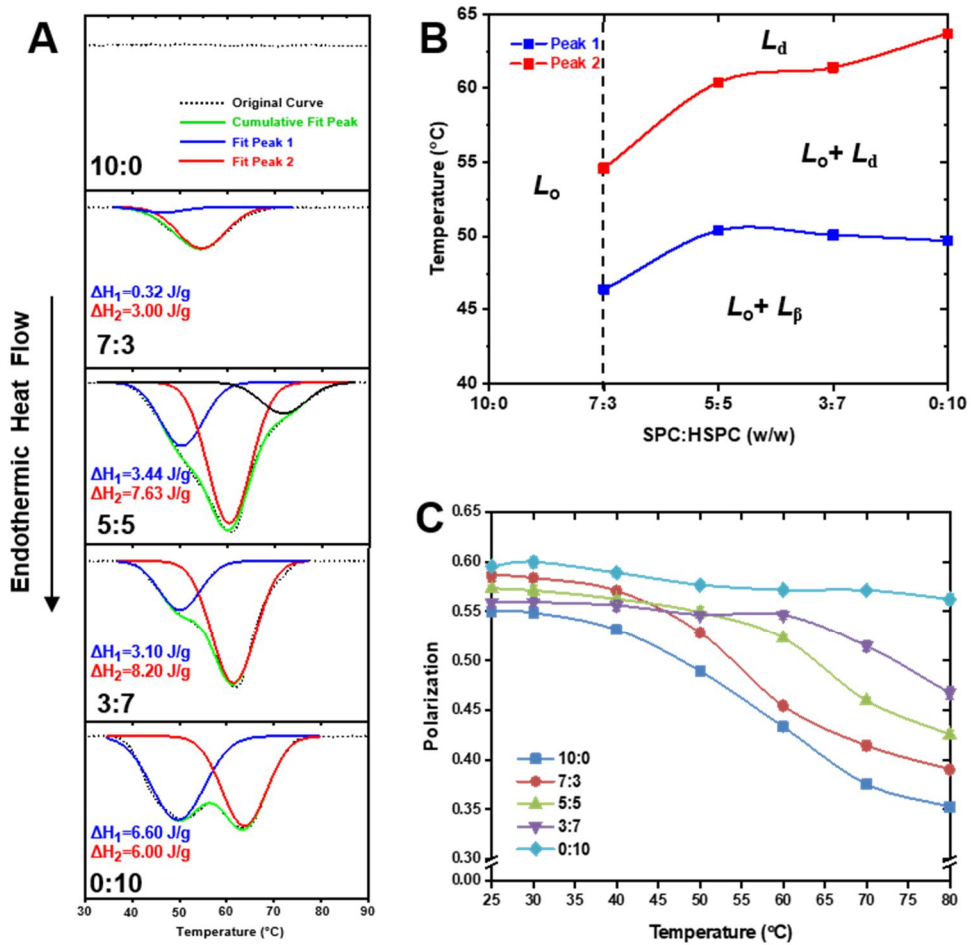 A
Original Curve
Cumulative Fit Peak
Fit Peak 1
Fit Peak 2
10:0
ΔH1=0.32 J/g
ΔH2=3.00 J/g
7:3
ΔH1=3.44 J/g
ΔH2=7.63 J/g
5:5
ΔH1=3.10 J/g
ΔH2=8.20 J/g
3:7
ΔH1=6.60 J/g
ΔH2=6.00 J/g
0:10
30 40 50 60 70 80 90
Temperature (°C)
Endothermic Heat Flow
B
65
60
55
50
45
40
Temperature (°C)
Peak 1
Peak 2
Ld
Lo
Lo+ Ld
Lo+ Lβ
10:0 7:3 5:5 3:7 0:10
SPC:HSPC (w/w)
C
0.65
0.60
0.55
0.50
0.45
0.40
0.35
0.30
0.00
Polarization
10:0
7:3
5:5
3:7
0:10
25 30 35 40 45 50 55 60 65 70 75 80
Temperature (°C)